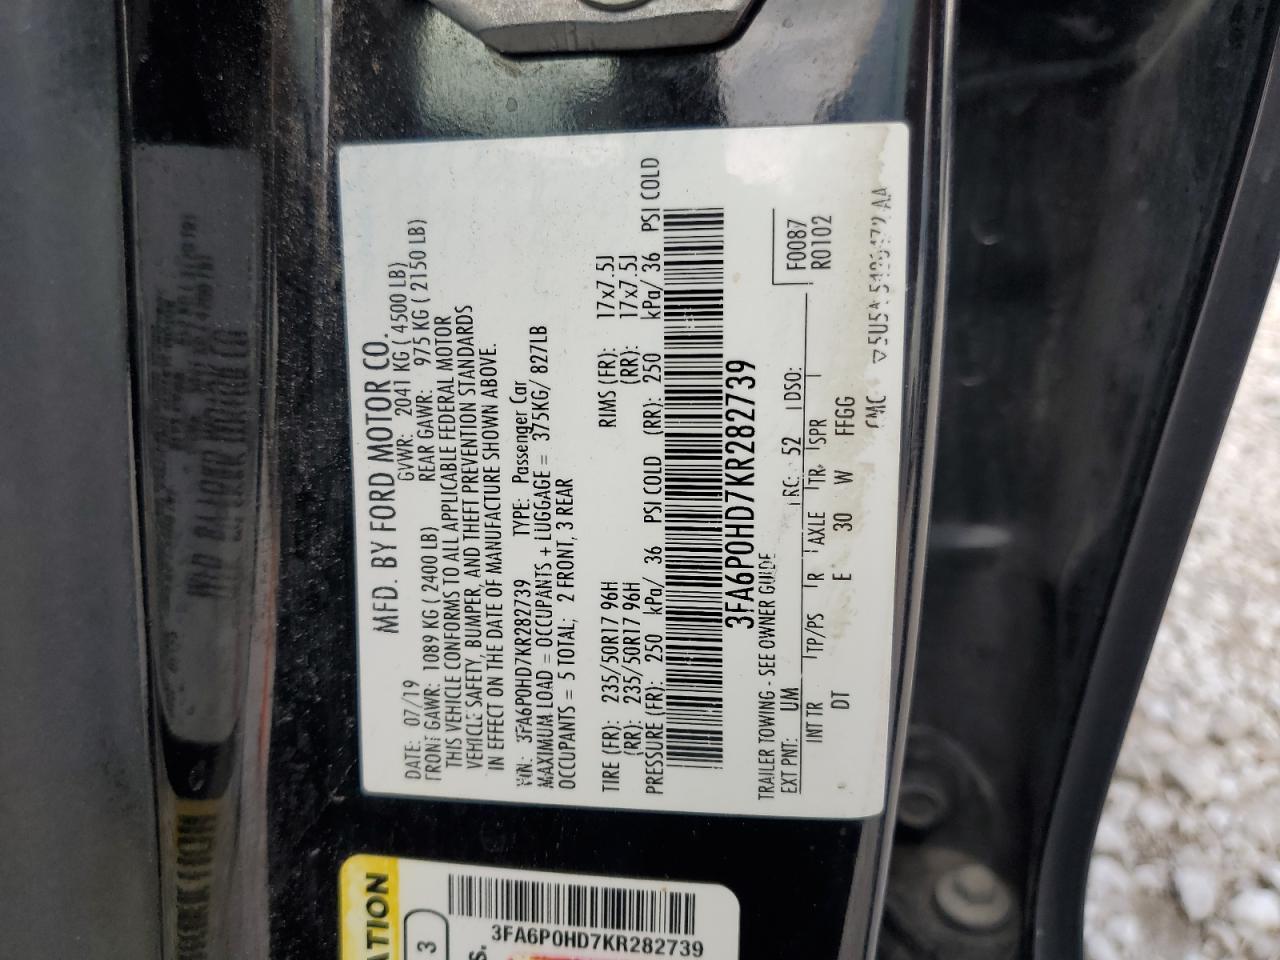 MFD. BY FORD MOTOR CO.
DATE: 07/19 GVWR: 2041 KG ( 4500 LB)
FRONT GAWR: 1089 KG ( 2400 LB) REAR GAWR: 975 KG ( 2150 LB)
THIS VEHICLE CONFORMS TO ALL APPLICABLE FEDERAL MOTOR
VEHICLE SAFETY, BUMPER, AND THEFT PREVENTION STANDARDS
IN EFFECT ON THE DATE OF MANUFACTURE SHOWN ABOVE.
VIN: 3FA6P0HD7KR282739 TYPE: Passenger Car
MAXIMUM LOAD = OCCUPANTS + LUGGAGE = 375KG/ 827LB
OCCUPANTS = 5 TOTAL; 2 FRONT, 3 REAR
TIRE (FR): 235/50R17 96H RIMS (FR): 17x7.5J
(RR): 235/50R17 96H (RR): 17x7.5J
PRESSURE (FR): 250 kPa/ 36 PSI COLD (RR): 250 kPa/ 36 PSI COLD
3FA6P0HD7KR282739
TRAILER TOWING - SEE OWNER GUIDE
F0087
R0102
EXT PNT: UM RC: 52 DSO:
INT TR TP/PS R AXLE TR SPR
DT E 30 W FFGG
3
3FA6P0HD7KR282739